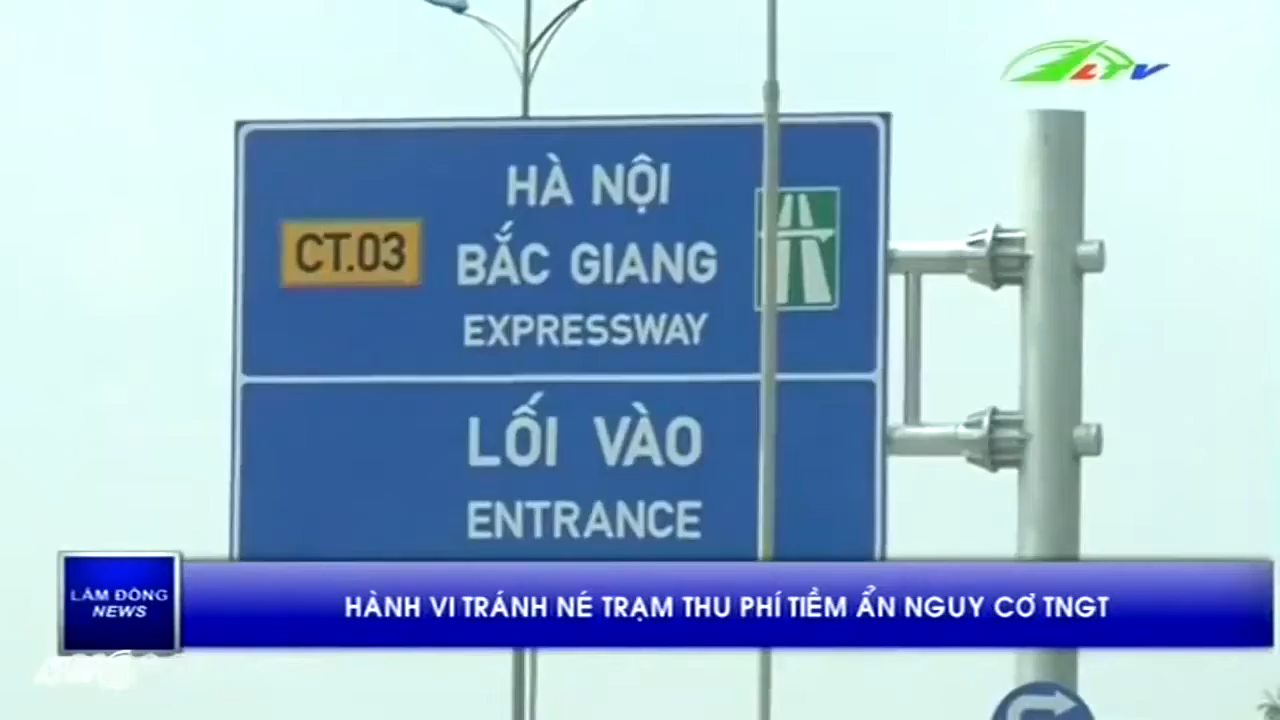 LTV
HÀ NỘI
CT.03
BẮC GIANG
EXPRESSWAY
LỐI VÀO
ENTRANCE
LÂM ĐỒNG
NEWS
HÀNH VI TRÁNH NÉ TRẠM THU PHÍ TIỀM ẨN NGUY CƠ TNGT